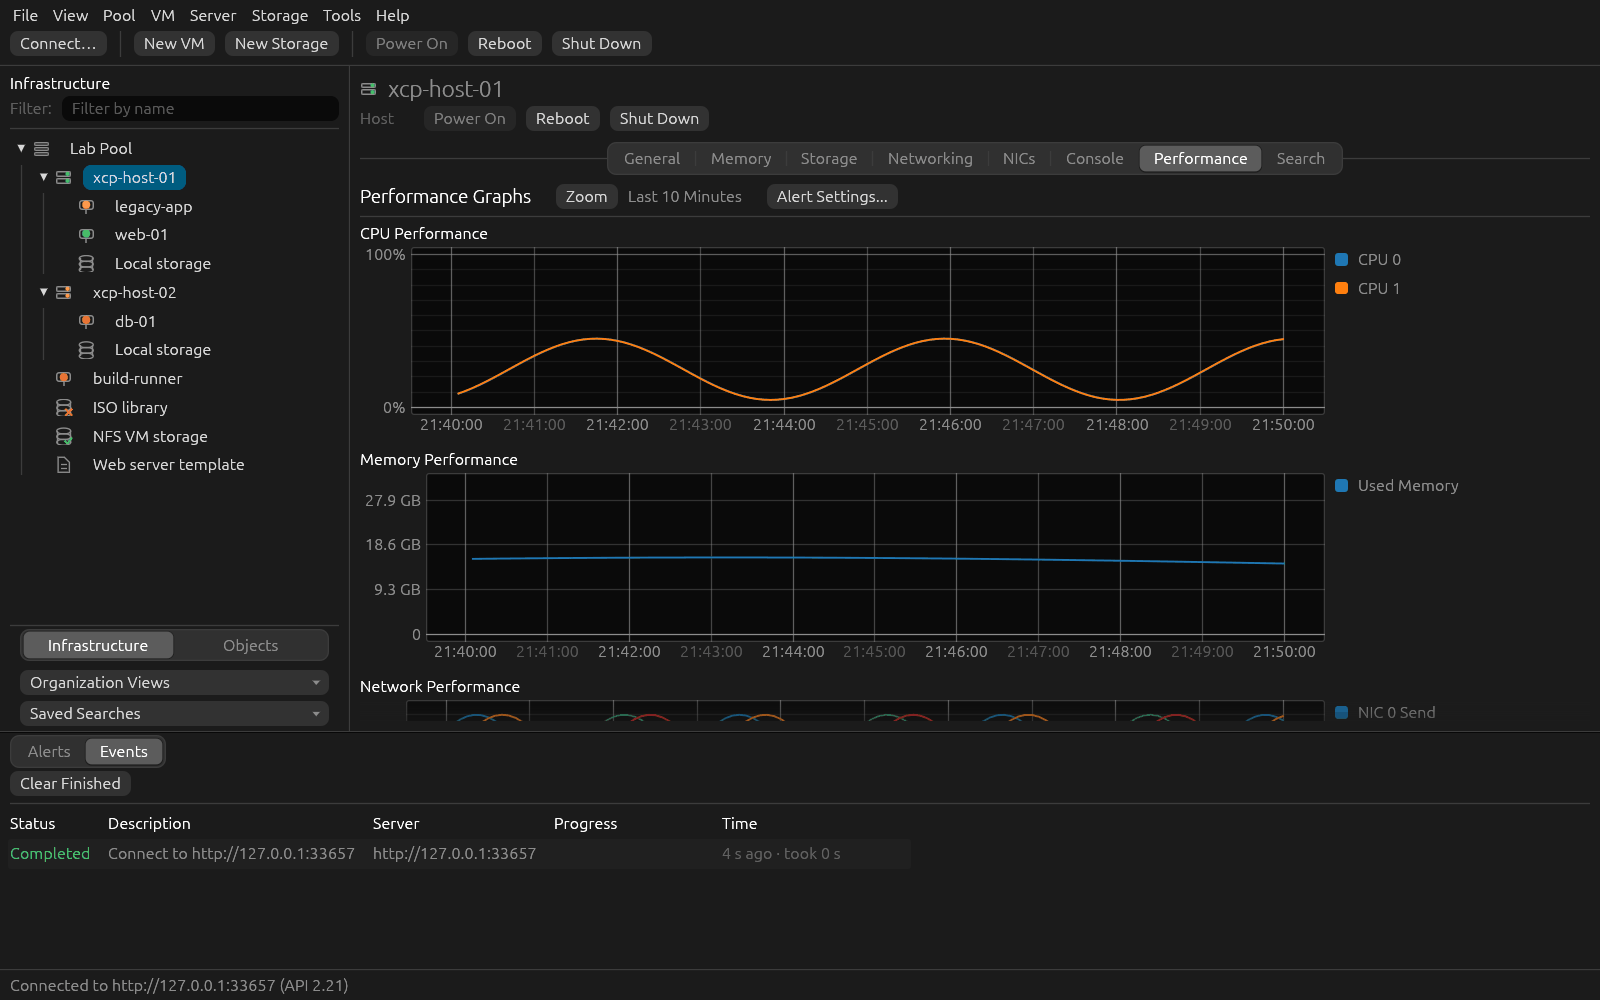 File View Pool VM Server Storage Tools Help
Connect... New VM New Storage Power On Reboot Shut Down
Infrastructure
Filter: Filter by name
Lab Pool
xcp-host-01
legacy-app
web-01
Local storage
xcp-host-02
db-01
Local storage
build-runner
ISO library
NFS VM storage
Web server template
Infrastructure Objects
Organization Views
Saved Searches
xcp-host-01
Host Power On Reboot Shut Down
General Memory Storage Networking NICs Console Performance Search
Performance Graphs Zoom Last 10 Minutes Alert Settings...
CPU Performance
100%
0%
21:40:00 21:41:00 21:42:00 21:43:00 21:44:00 21:45:00 21:46:00 21:47:00 21:48:00 21:49:00 21:50:00
CPU 0
CPU 1
Memory Performance
27.9 GB
18.6 GB
9.3 GB
0
21:40:00 21:41:00 21:42:00 21:43:00 21:44:00 21:45:00 21:46:00 21:47:00 21:48:00 21:49:00 21:50:00
Used Memory
Network Performance
NIC 0 Send
Alerts Events
Clear Finished
Status Description Server Progress Time
Completed Connect to http://127.0.0.1:33657 http://127.0.0.1:33657 4 s ago · took 0 s
Connected to http://127.0.0.1:33657 (API 2.21)